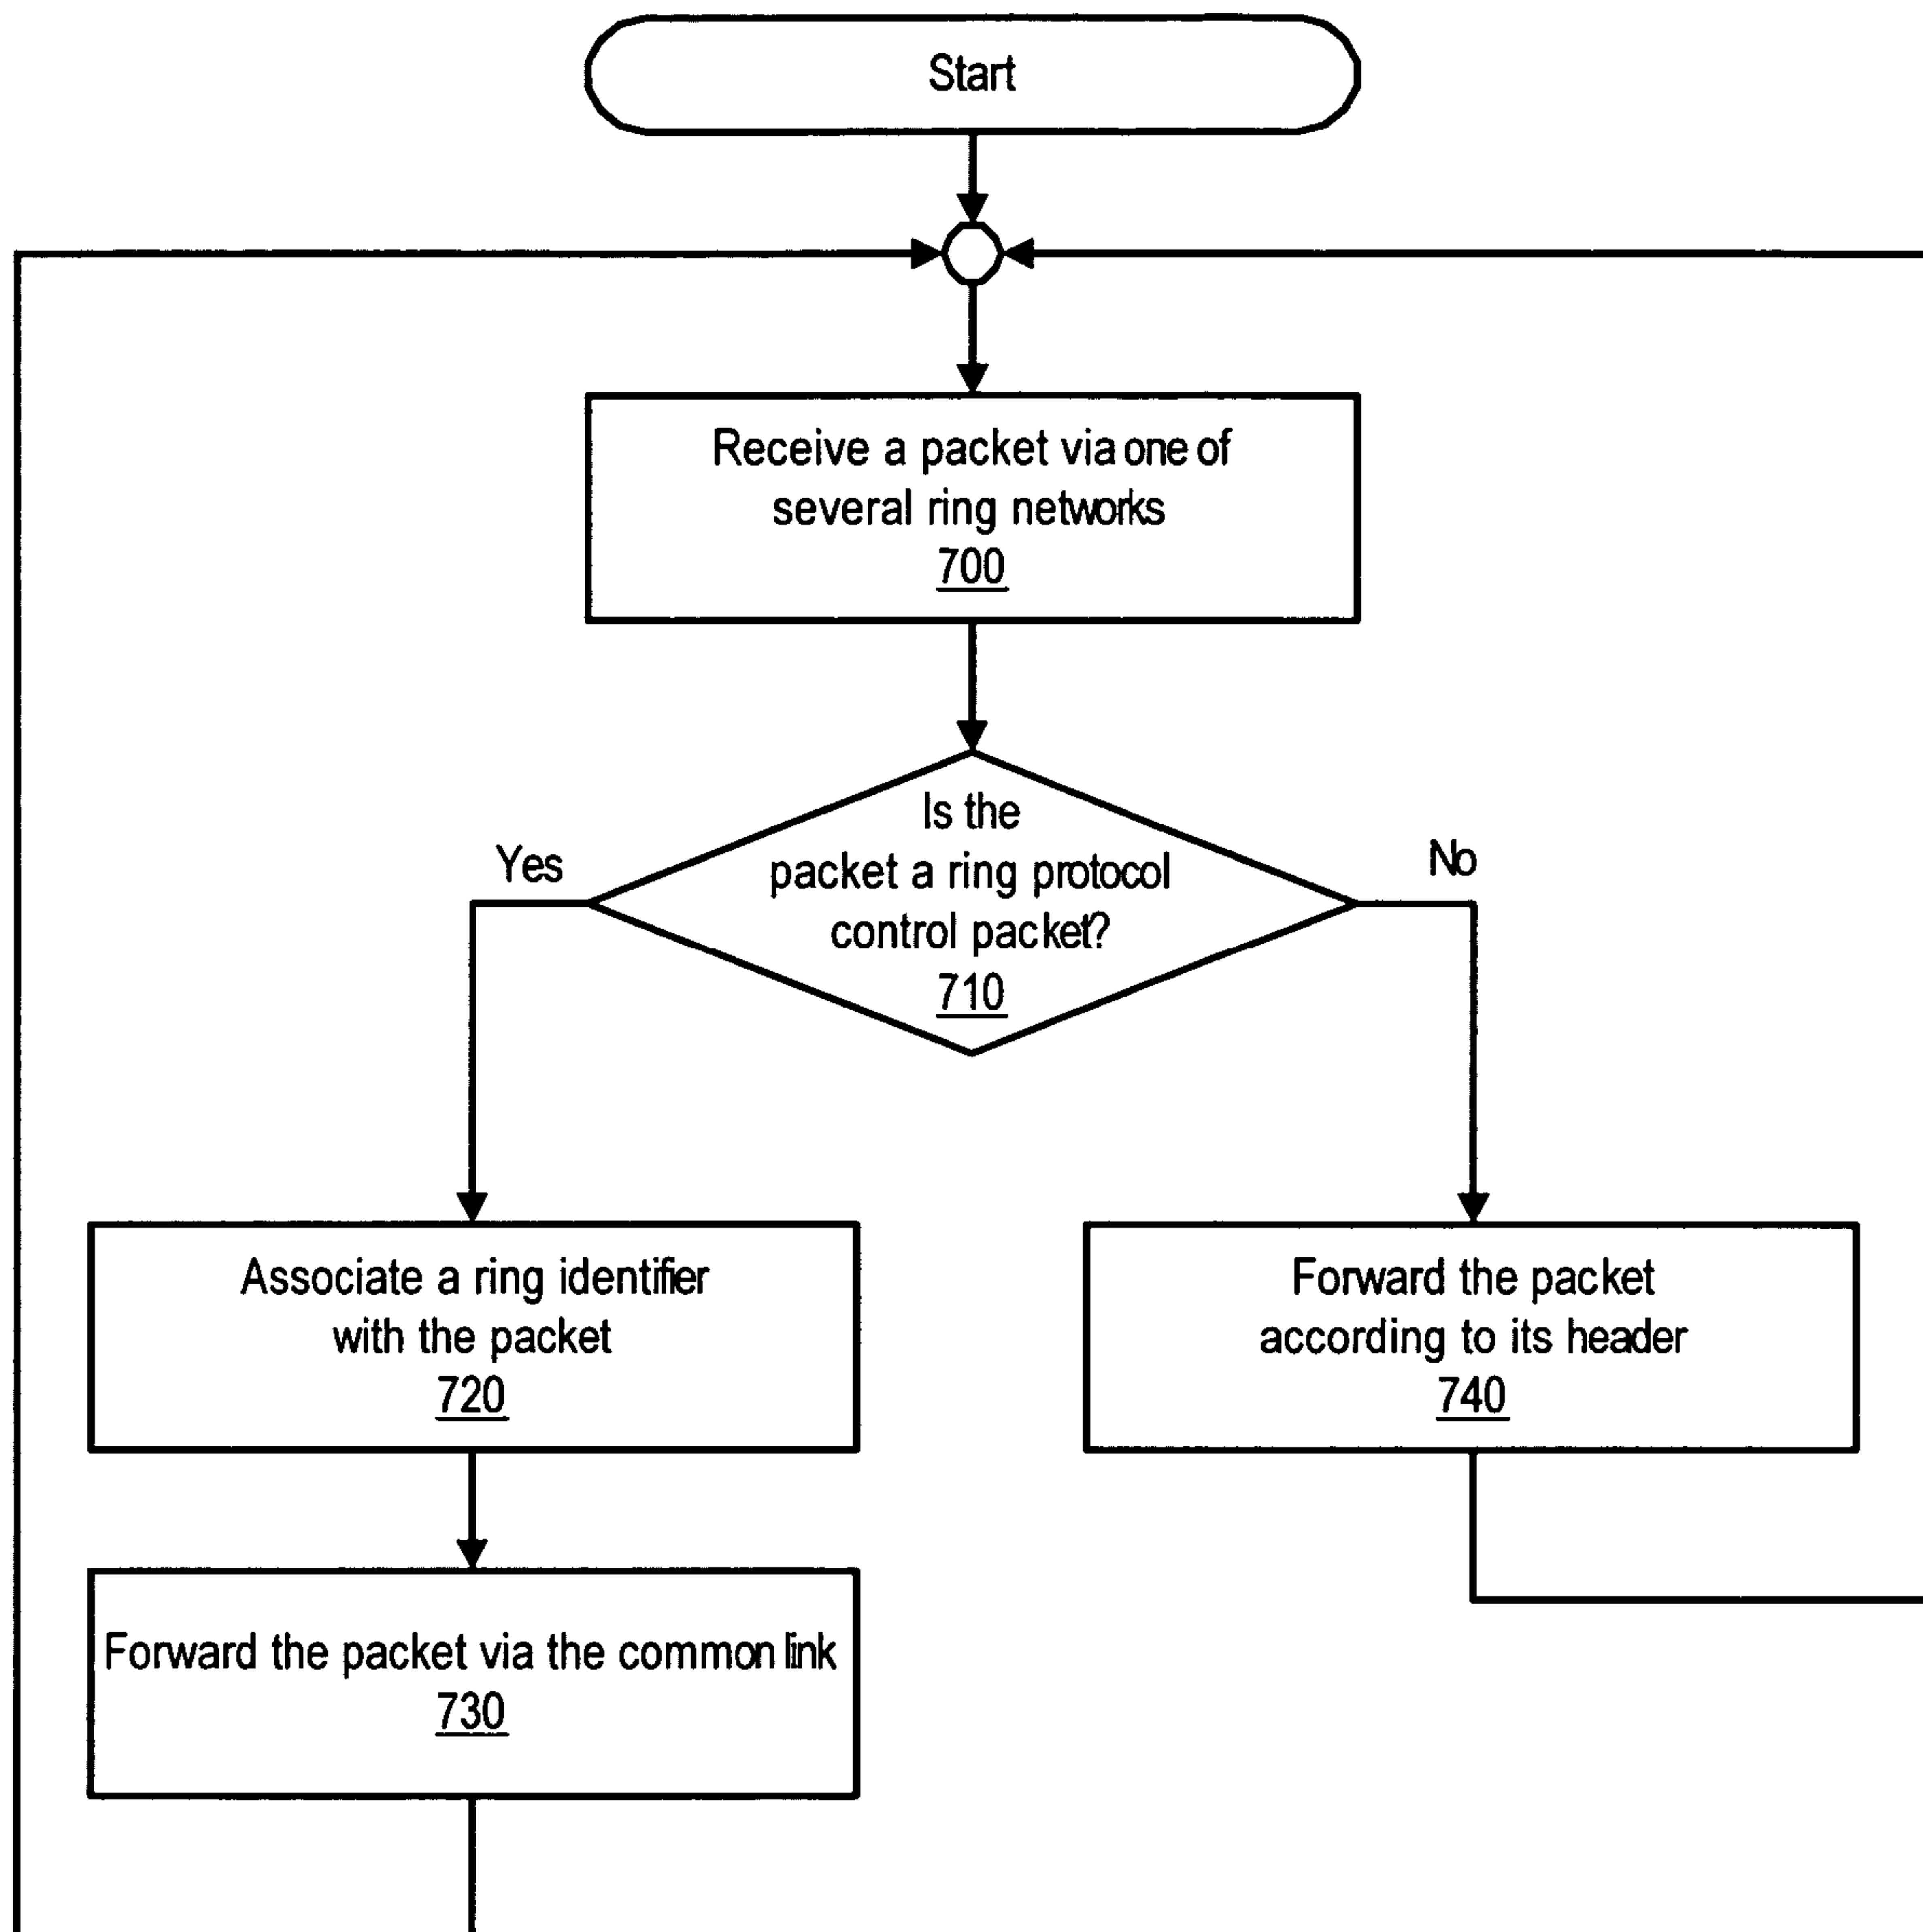 Start
Receive a packet via one of
several ring networks
700
Is the
packet a ring protocol
control packet?
710
Yes
No
Associate a ring identifier
with the packet
720
Forward the packet
according to its header
740
Forward the packet via the common link
730